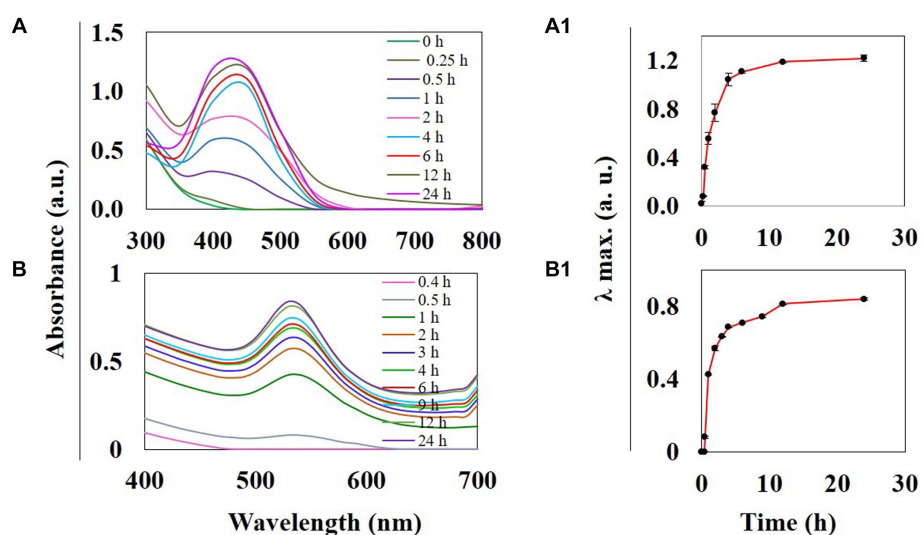 A
Absorbance (a.u.)
1.5
1.0
0.5
0.0
300 400 500 600 700 800
0 h
0.25 h
0.5 h
1 h
2 h
4 h
6 h
12 h
24 h
A1
λ max. (a. u.)
1.2
0.8
0.4
0.0
0 10 20 30
B
1
0.5
0
400 500 600 700
0.4 h
0.5 h
1 h
2 h
3 h
4 h
6 h
9 h
12 h
24 h
Wavelength (nm)
B1
0.8
0.4
0
0 10 20 30
Time (h)